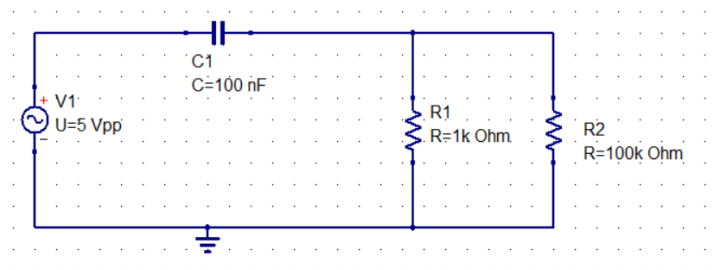 C1
C=100 nF
V1
U=5 Vpp
R1
R=1k Ohm
R2
R=100k Ohm